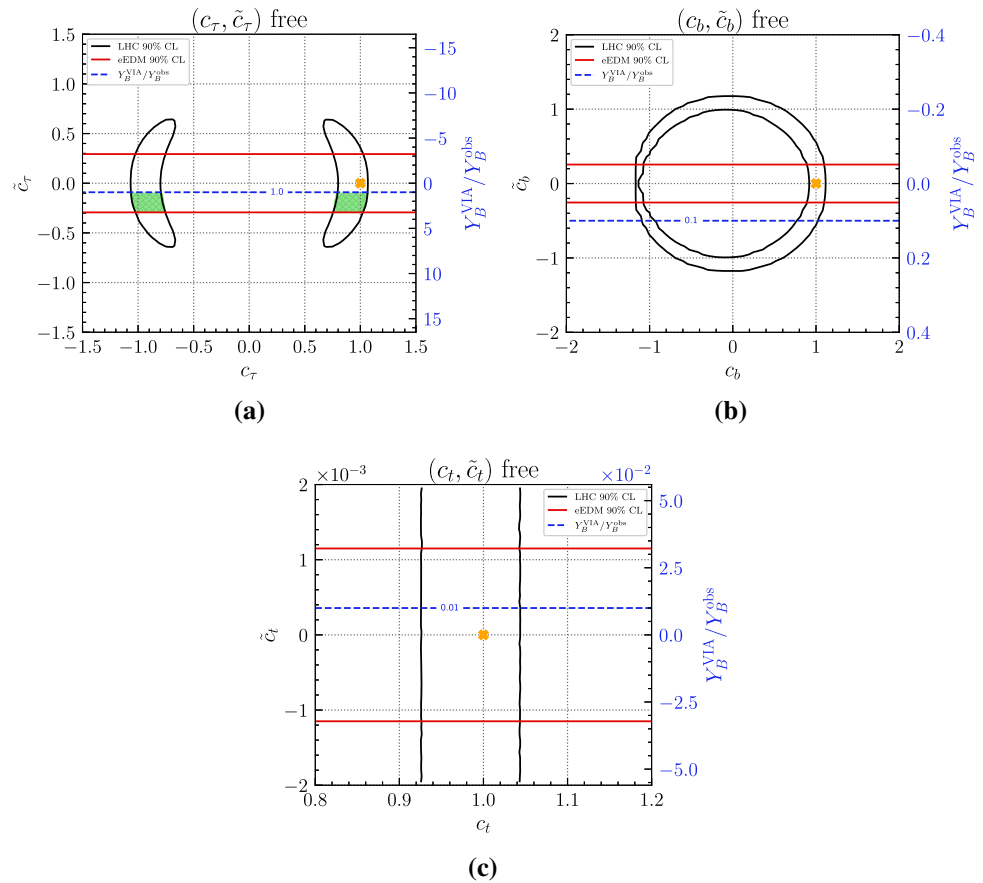 (c_τ, c̃_τ) free
LHC 90% CL
eEDM 90% CL
Y_B^VIA/Y_B^obs
1.5
1.0
0.5
0.0
−0.5
−1.0
−1.5
c̃_τ
1.0
−15
−10
−5
0
5
10
15
Y_B^VIA/Y_B^obs
−1.5
−1.0
−0.5
0.0
0.5
1.0
1.5
c_τ
(a)
(c_b, c̃_b) free
LHC 90% CL
eEDM 90% CL
Y_B^VIA/Y_B^obs
2
1
0
−1
−2
c̃_b
0.1
−0.4
−0.2
0.0
0.2
0.4
Y_B^VIA/Y_B^obs
−2
−1
0
1
2
c_b
(b)
×10^−3
(c_t, c̃_t) free
×10^−2
LHC 90% CL
eEDM 90% CL
Y_B^VIA/Y_B^obs
2
1
0
−1
−2
c̃_t
0.01
5.0
2.5
0.0
−2.5
−5.0
Y_B^VIA/Y_B^obs
0.8
0.9
1.0
1.1
1.2
c_t
(c)